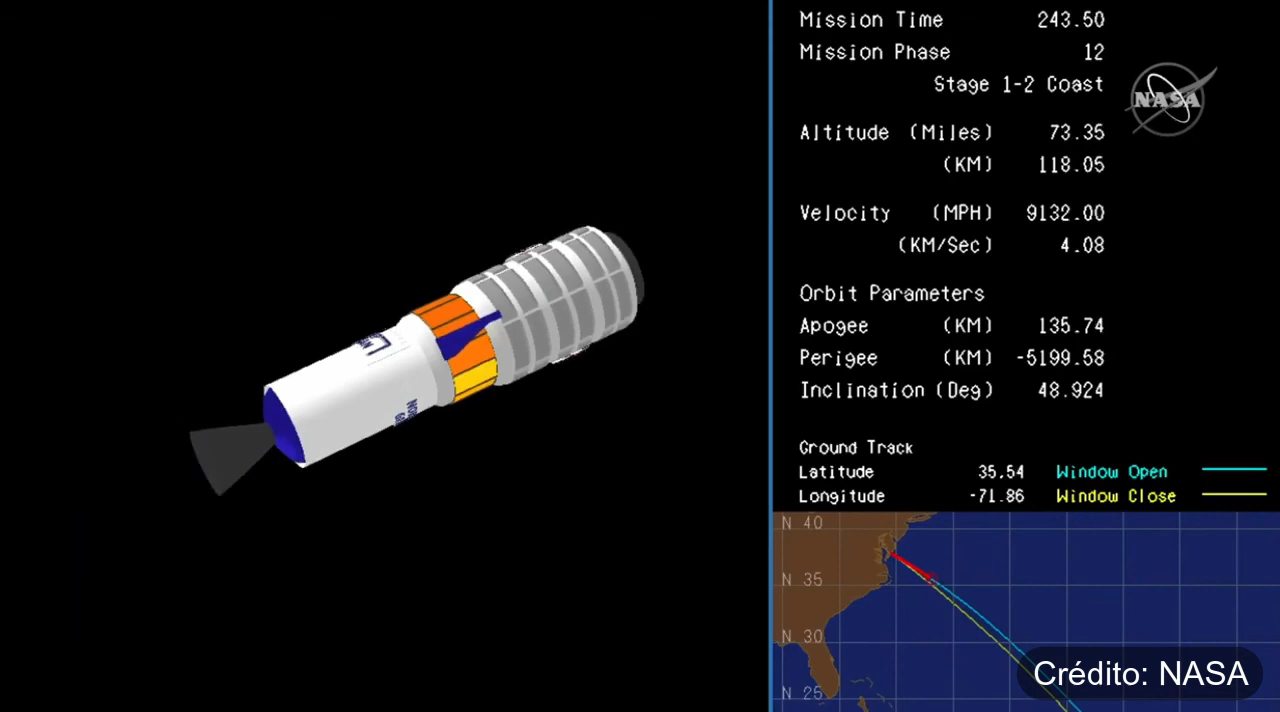 Mission Time 243.50
Mission Phase 12
Stage 1-2 Coast
NASA
Altitude (Miles) 73.35
(KM) 118.05
Velocity (MPH) 9132.00
(KM/Sec) 4.08
Orbit Parameters
Apogee (KM) 135.74
Perigee (KM) -5199.58
Inclination (Deg) 48.924
Ground Track
Latitude 35.54 Window Open
Longitude -71.86 Window Close
N 40
N 35
N 30
N 25
Crédito: NASA